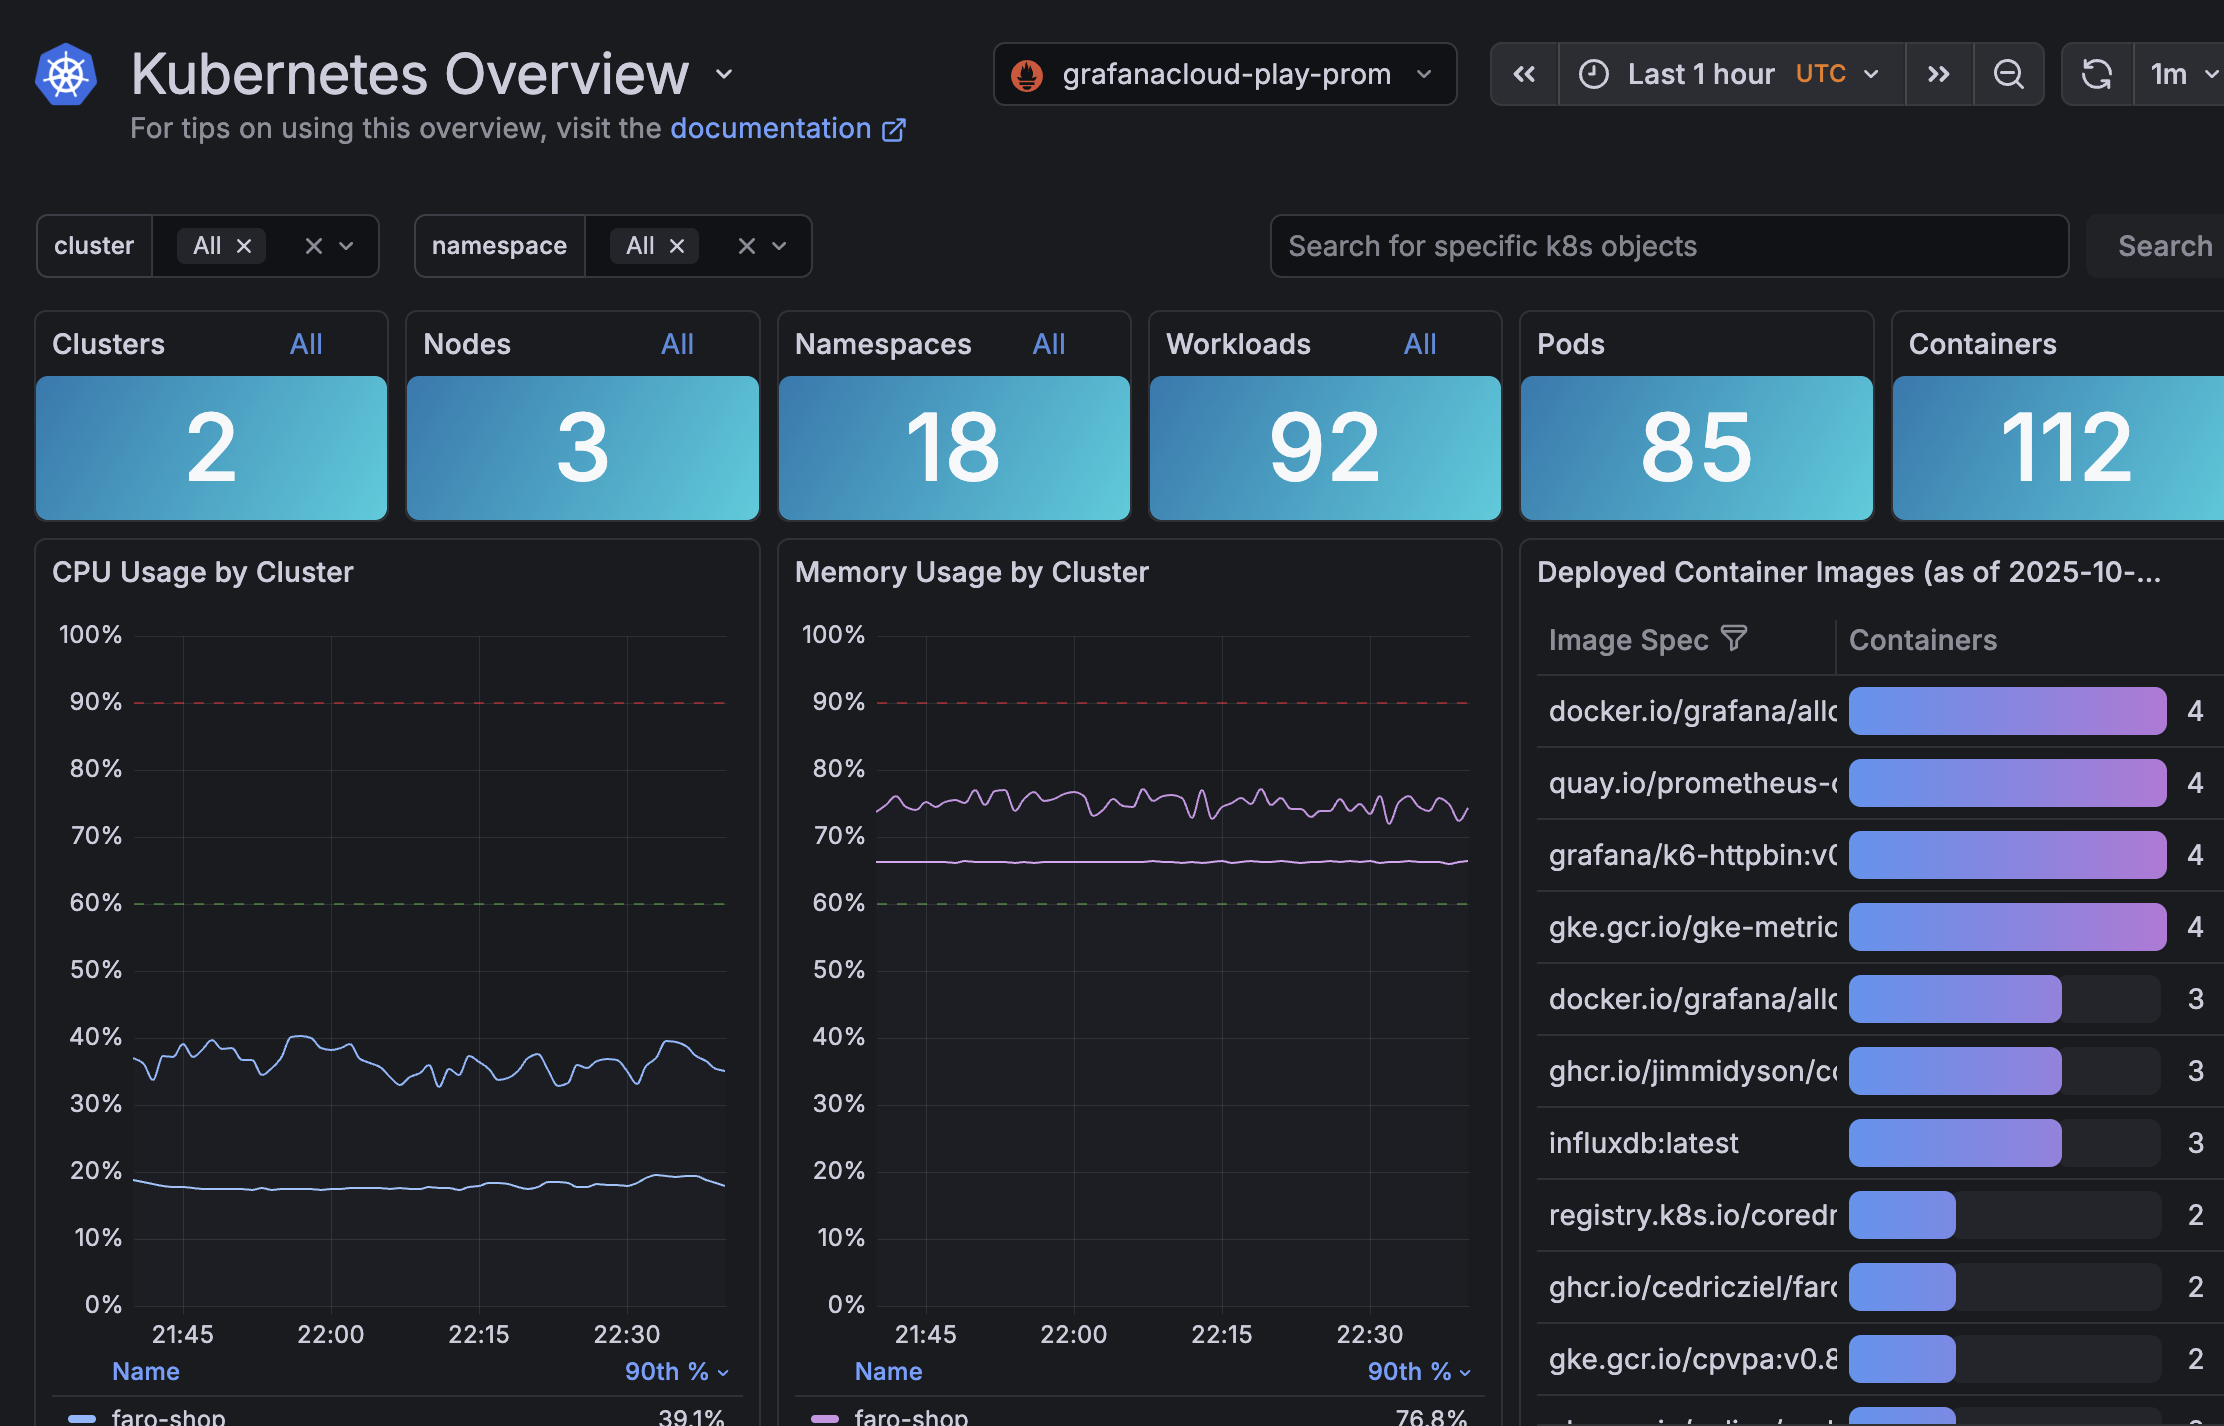 Kubernetes Overview
For tips on using this overview, visit the documentation
grafanacloud-play-prom
Last 1 hour UTC
1m
cluster All
namespace All
Search for specific k8s objects
Search
Clusters All
2
Nodes All
3
Namespaces All
18
Workloads All
92
Pods
85
Containers
112
CPU Usage by Cluster
100%
90%
80%
70%
60%
50%
40%
30%
20%
10%
0%
21:45 22:00 22:15 22:30
Name 90th %
faro-shop 39.1%
Memory Usage by Cluster
100%
90%
80%
70%
60%
50%
40%
30%
20%
10%
0%
21:45 22:00 22:15 22:30
Name 90th %
faro-shop 76.8%
Deployed Container Images (as of 2025-10-...
Image Spec Containers
docker.io/grafana/allo 4
quay.io/prometheus- 4
grafana/k6-httpbin:v0 4
gke.gcr.io/gke-metric 4
docker.io/grafana/allo 3
ghcr.io/jimmidyson/co 3
influxdb:latest 3
registry.k8s.io/coredn 2
ghcr.io/cedricziel/faro 2
gke.gcr.io/cpvpa:v0.8 2